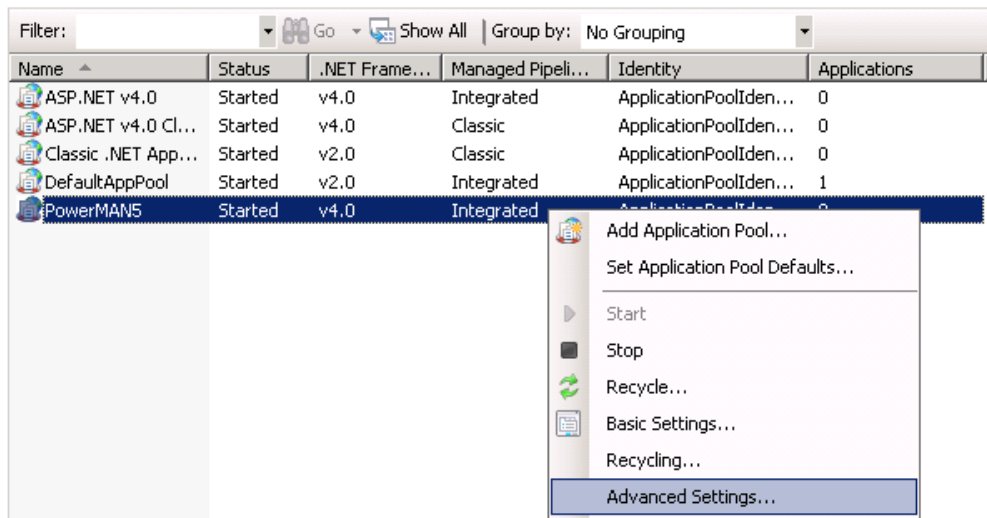 Filter: Go Show All Group by: No Grouping
Name Status .NET Frame... Managed Pipeli... Identity Applications
ASP.NET v4.0 Started v4.0 Integrated ApplicationPoolIden... 0
ASP.NET v4.0 Cl... Started v4.0 Classic ApplicationPoolIden... 0
Classic .NET App... Started v2.0 Classic ApplicationPoolIden... 0
DefaultAppPool Started v2.0 Integrated ApplicationPoolIden... 1
PowerMAN5 Started v4.0 Integrated ApplicationPoolIden...
Add Application Pool...
Set Application Pool Defaults...
Start
Stop
Recycle...
Basic Settings...
Recycling...
Advanced Settings...